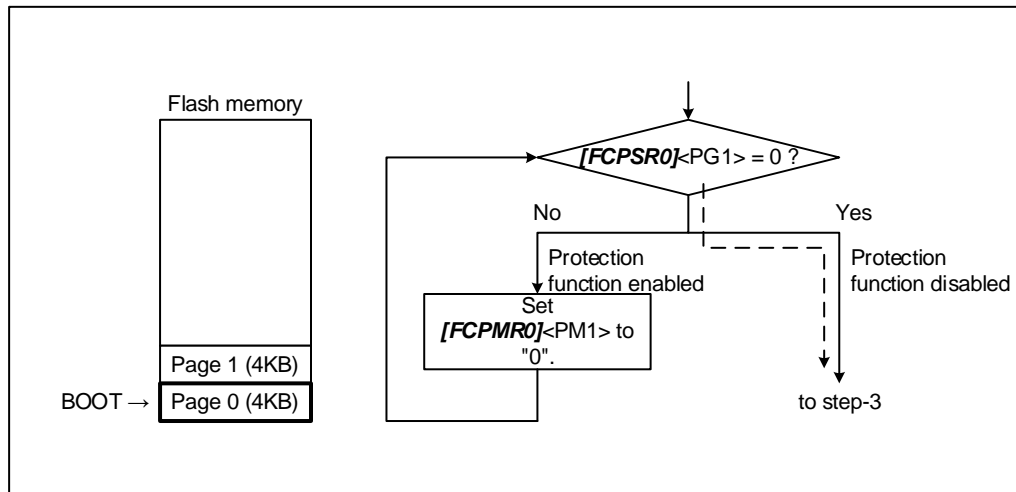 Flash memory
Page 1 (4KB)
BOOT → Page 0 (4KB)
[FCPSR0]<PG1> = 0 ?
No
Yes
Protection
function enabled
Protection
function disabled
Set
[FCPMR0]<PM1> to
"0".
to step-3